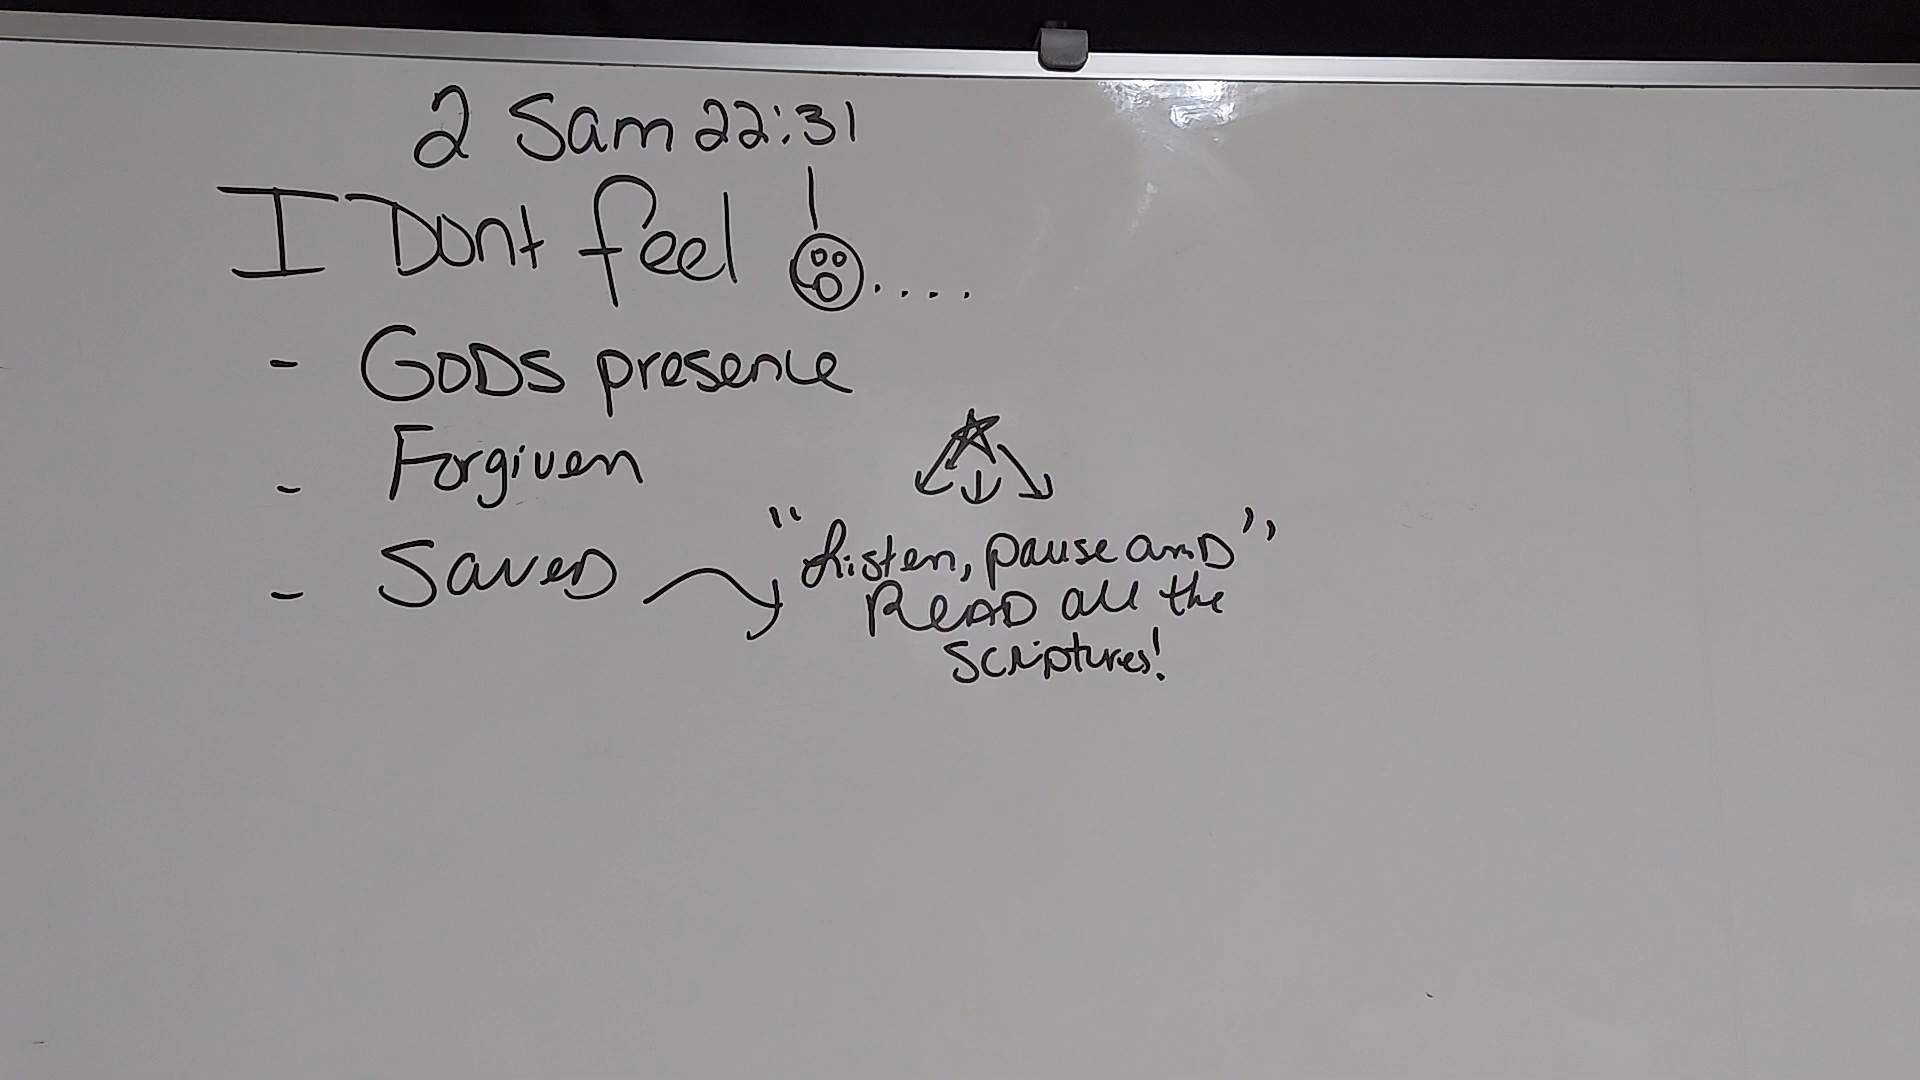 2 Sam 22:31
I Dont feel ....
- GODS presence
- Forgiven
- Saved
"Listen, pause and"
Read all the
scriptures!